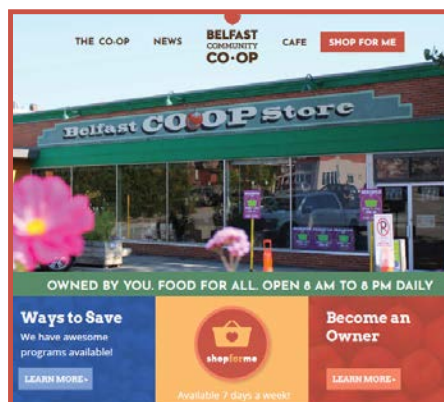 THE CO-OP NEWS BELFAST COMMUNITY CO-OP CAFE SHOP FOR ME
Belfast CO-OP Store
P
OWNED BY YOU. FOOD FOR ALL. OPEN 8 AM TO 8 PM DAILY
Ways to Save
We have awesome
programs available!
LEARN MORE»
shopforme
Available 7 days a week!
Become an
Owner
LEARN MORE»